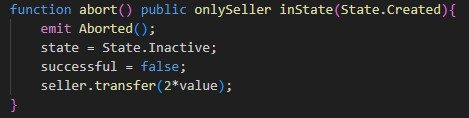 function abort() public onlySeller inState(State.Created){
    emit Aborted();
    state = State.Inactive;
    successful = false;
    seller.transfer(2*value);
}